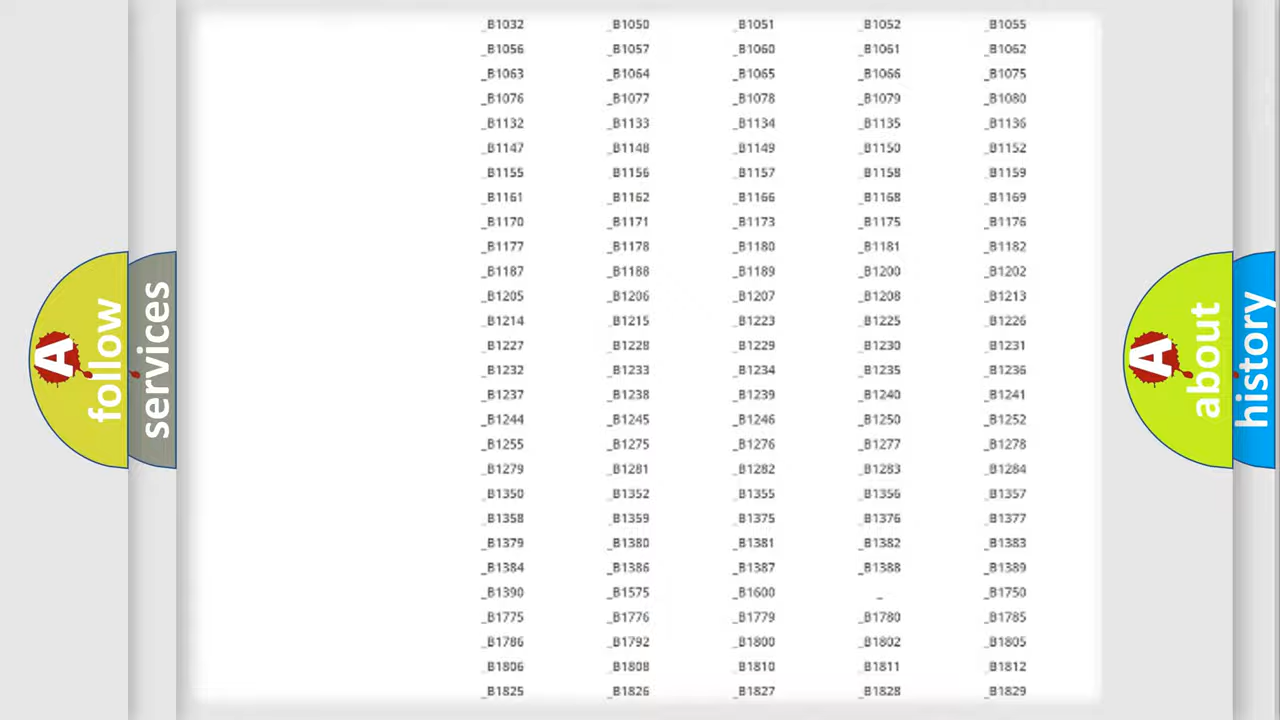 _B1032 _B1050 _B1051 _B1052 _B1055
_B1056 _B1057 _B1060 _B1061 _B1062
_B1063 _B1064 _B1065 _B1066 _B1075
_B1076 _B1077 _B1078 _B1079 _B1080
_B1132 _B1133 _B1134 _B1135 _B1136
_B1147 _B1148 _B1149 _B1150 _B1152
_B1155 _B1156 _B1157 _B1158 _B1159
_B1161 _B1162 _B1166 _B1168 _B1169
_B1170 _B1171 _B1173 _B1175 _B1176
_B1177 _B1178 _B1180 _B1181 _B1182
_B1187 _B1188 _B1189 _B1200 _B1202
_B1205 _B1206 _B1207 _B1208 _B1213
_B1214 _B1215 _B1223 _B1225 _B1226
_B1227 _B1228 _B1229 _B1230 _B1231
_B1232 _B1233 _B1234 _B1235 _B1236
_B1237 _B1238 _B1239 _B1240 _B1241
_B1244 _B1245 _B1246 _B1250 _B1252
_B1255 _B1275 _B1276 _B1277 _B1278
_B1279 _B1281 _B1282 _B1283 _B1284
_B1350 _B1352 _B1355 _B1356 _B1357
_B1358 _B1359 _B1375 _B1376 _B1377
_B1379 _B1380 _B1381 _B1382 _B1383
_B1384 _B1386 _B1387 _B1388 _B1389
_B1390 _B1575 _B1600 _ _B1750
_B1775 _B1776 _B1779 _B1780 _B1785
_B1786 _B1792 _B1800 _B1802 _B1805
_B1806 _B1808 _B1810 _B1811 _B1812
_B1825 _B1826 _B1827 _B1828 _B1829
A
follow
services
A
about
history